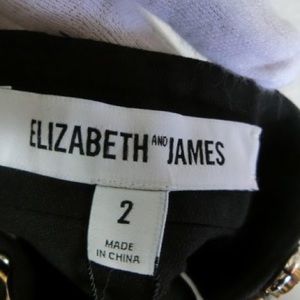 ELIZABETH AND JAMES
2
MADE
IN CHINA